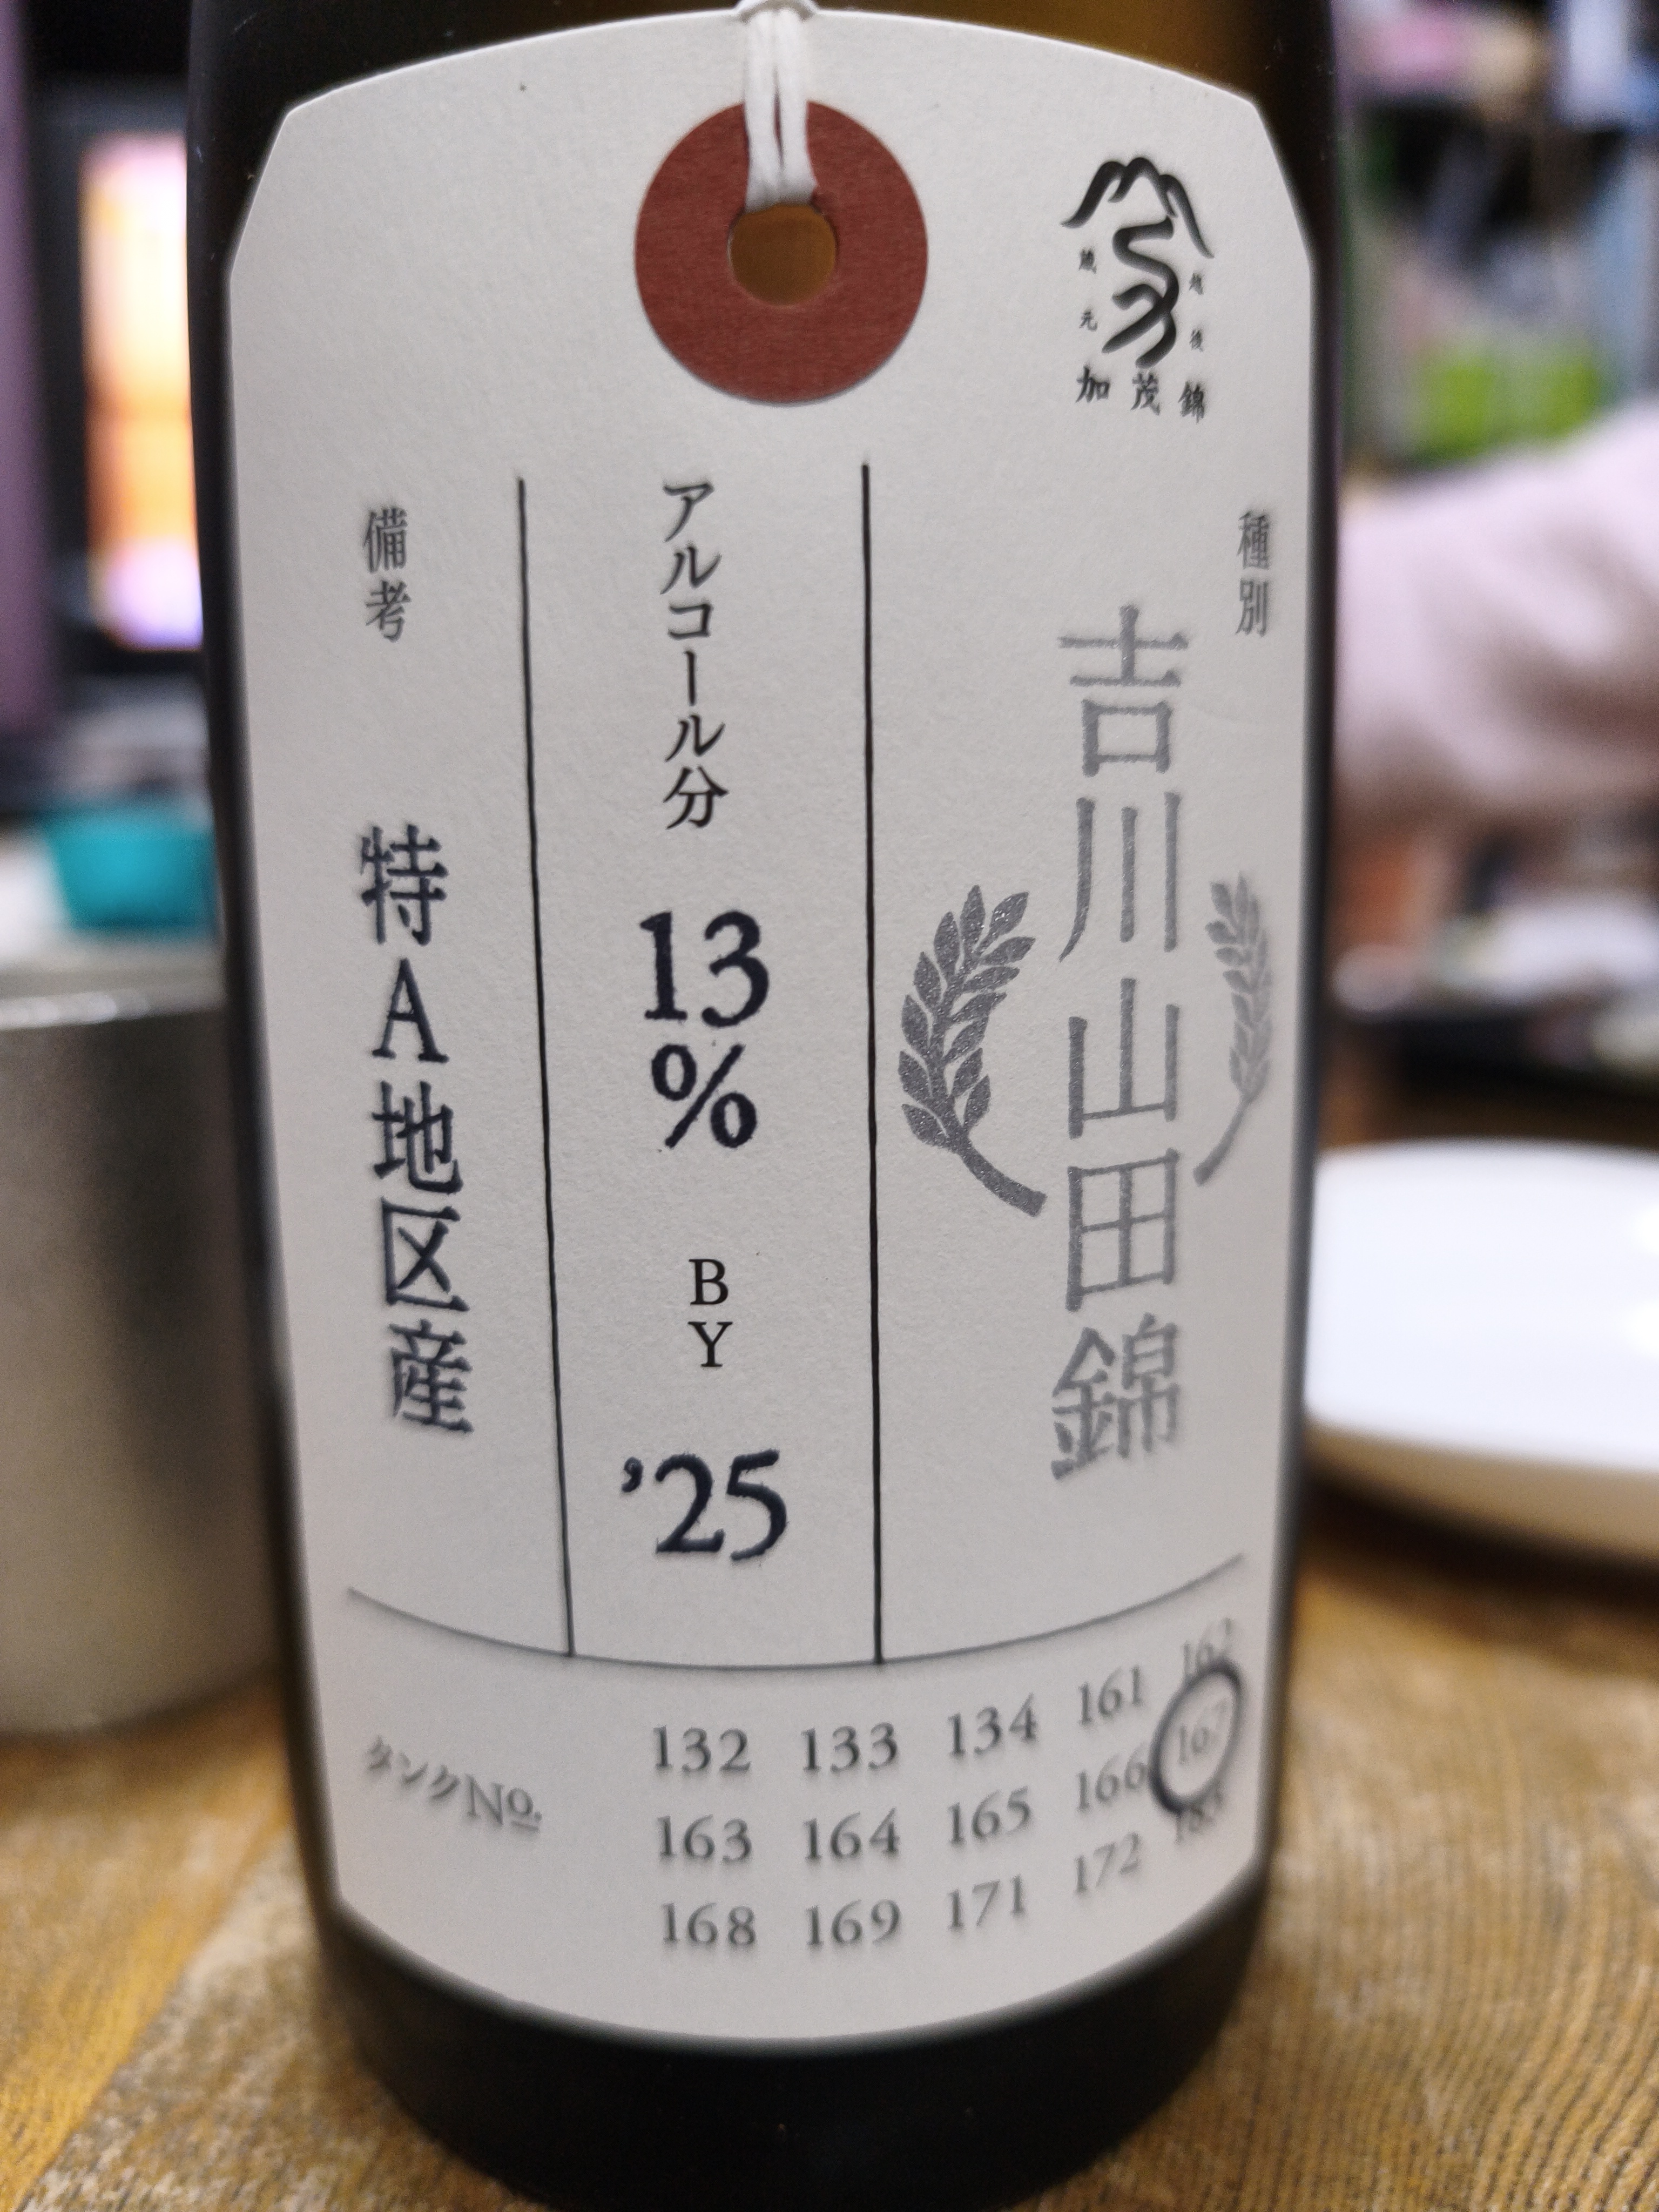 越後
蔵元
加茂錦
種別
吉川山田錦
アルコール分
13%
BY
'25
備考
特A地区産
タンクNo.
132 133 134 161 162
163 164 165 166 167
168 169 171 172